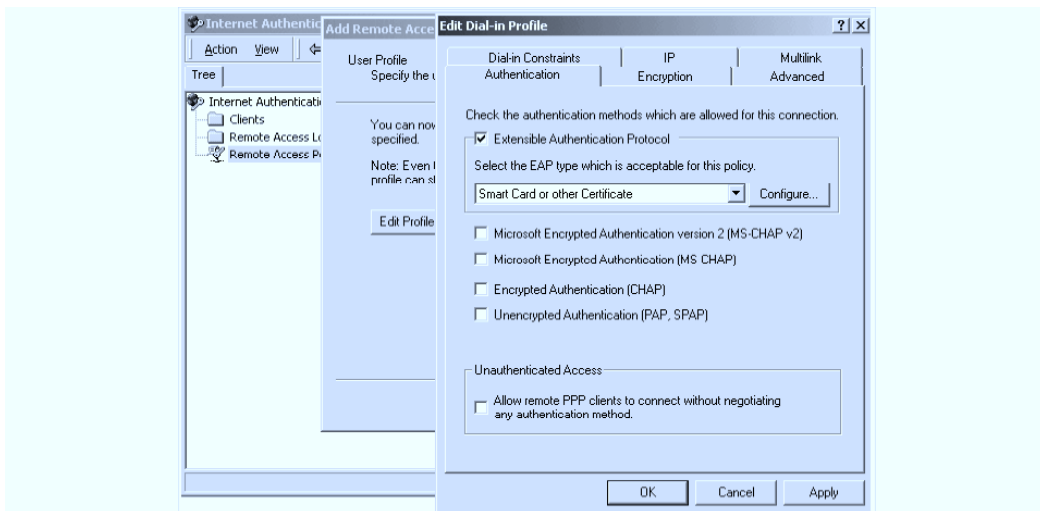 Internet Authentic
Action View
Tree
Internet Authenticati
Clients
Remote Access Lo
Remote Access Po
Add Remote Acce
User Profile
Specify the u
You can now
specified.
Note: Even
profile can
Edit Profile
Edit Dial-in Profile
Dial-in Constraints IP Multilink
Authentication Encryption Advanced
Check the authentication methods which are allowed for this connection.
Extensible Authentication Protocol
Select the EAP type which is acceptable for this policy.
Smart Card or other Certificate Configure...
Microsoft Encrypted Authentication version 2 (MS-CHAP v2)
Microsoft Encrypted Authentication (MS CHAP)
Encrypted Authentication (CHAP)
Unencrypted Authentication (PAP, SPAP)
Unauthenticated Access
Allow remote PPP clients to connect without negotiating
any authentication method.
OK Cancel Apply